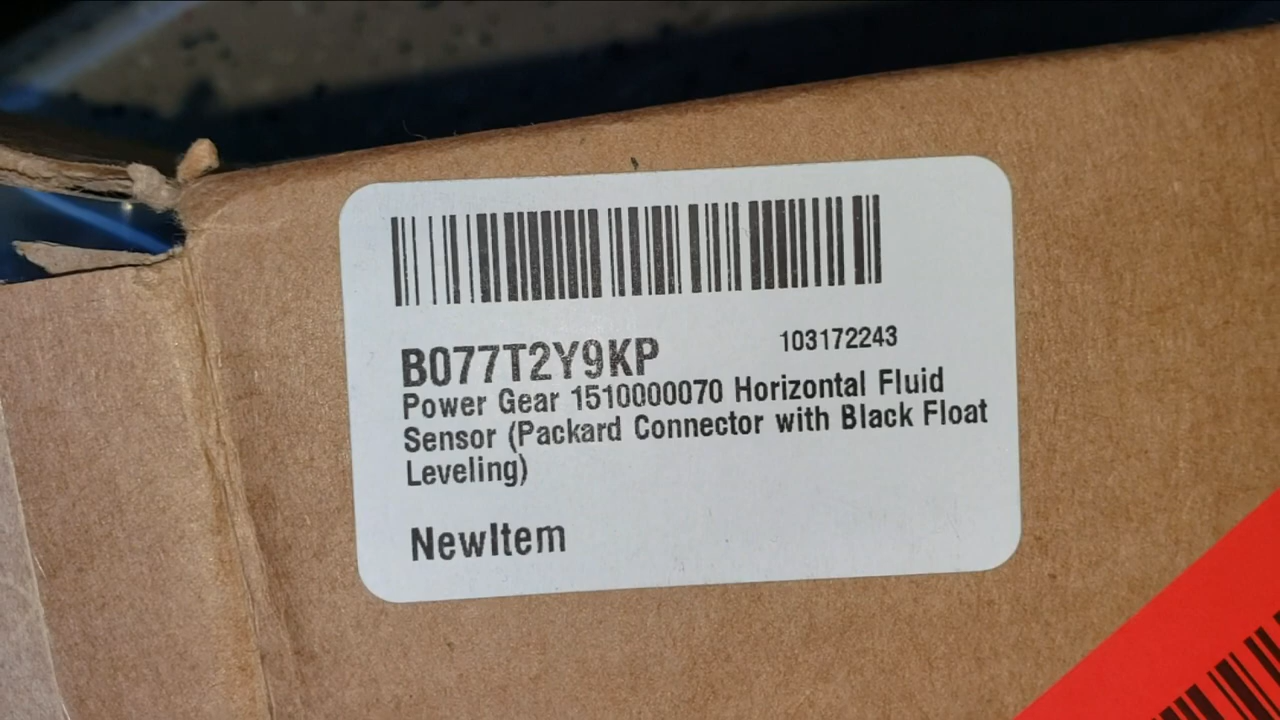 B077T2Y9KP
103172243
Power Gear 1510000070 Horizontal Fluid
Sensor (Packard Connector with Black Float
Leveling)
NewItem